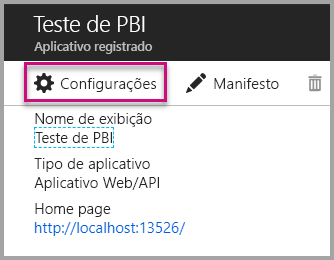 Teste de PBI
Aplicativo registrado
Configurações Manifesto
Nome de exibição
Teste de PBI
Tipo de aplicativo
Aplicativo Web/API
Home page
http://localhost:13526/